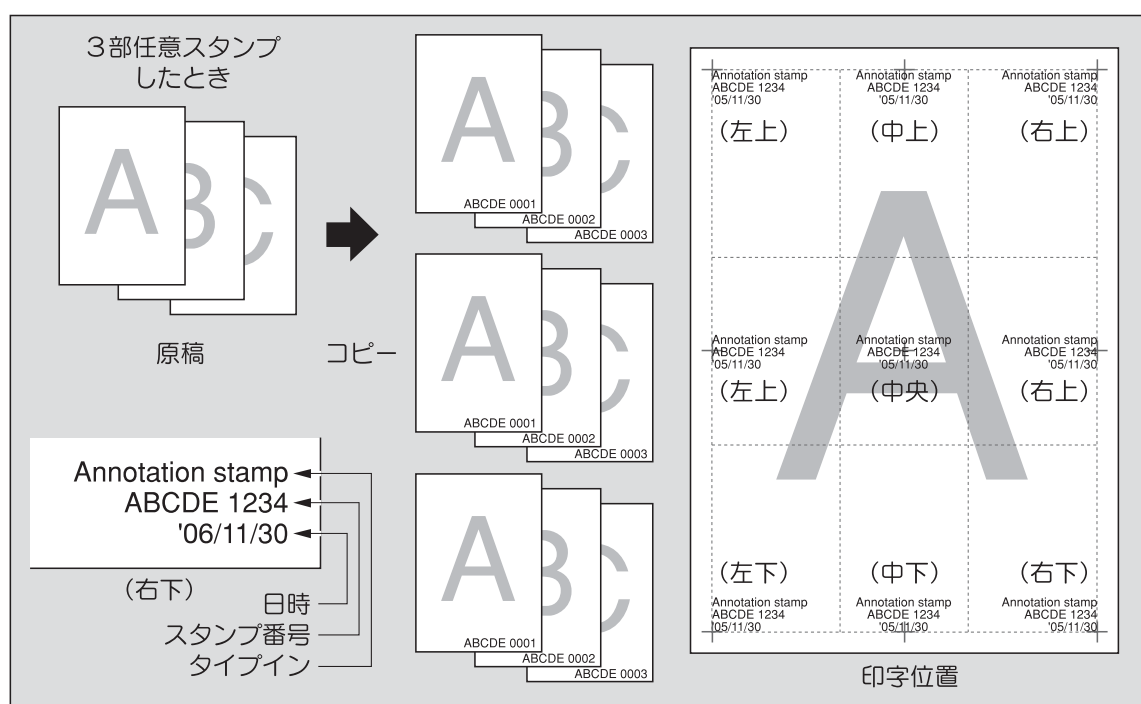 ３部任意スタンプ
したとき
A
B
C
原稿
コピー
A
B
C
ABCDE 0001
ABCDE 0002
ABCDE 0003
A
B
C
ABCDE 0001
ABCDE 0002
ABCDE 0003
A
B
C
ABCDE 0001
ABCDE 0002
ABCDE 0003
Annotation stamp
ABCDE 1234
'06/11/30
（右下）
日時
スタンプ番号
タイプイン
Annotation stamp
ABCDE 1234
'05/11/30
（左上）
Annotation stamp
ABCDE 1234
'05/11/30
（中上）
Annotation stamp
ABCDE 1234
'05/11/30
（右上）
A
Annotation stamp
ABCDE 1234
'05/11/30
（左上）
Annotation stamp
ABCDE 1234
'05/11/30
（中央）
Annotation stamp
ABCDE 1234
'05/11/30
（右上）
（左下）
Annotation stamp
ABCDE 1234
'05/11/30
（中下）
Annotation stamp
ABCDE 1234
'05/11/30
（右下）
Annotation stamp
ABCDE 1234
'05/11/30
印字位置